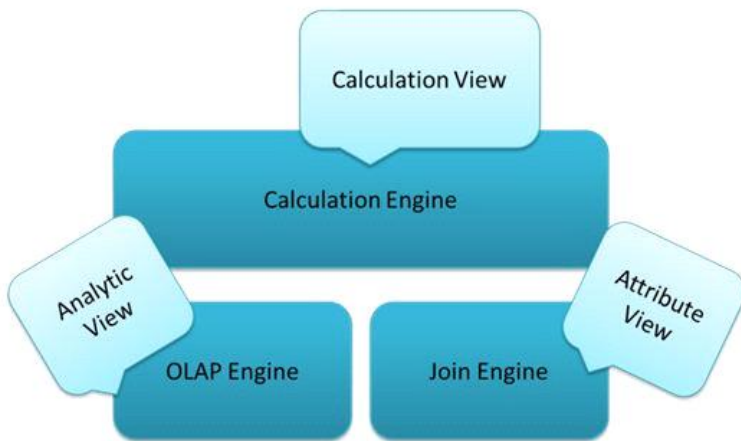 Calculation View
Calculation Engine
Analytic
View
Attribute
View
OLAP Engine
Join Engine